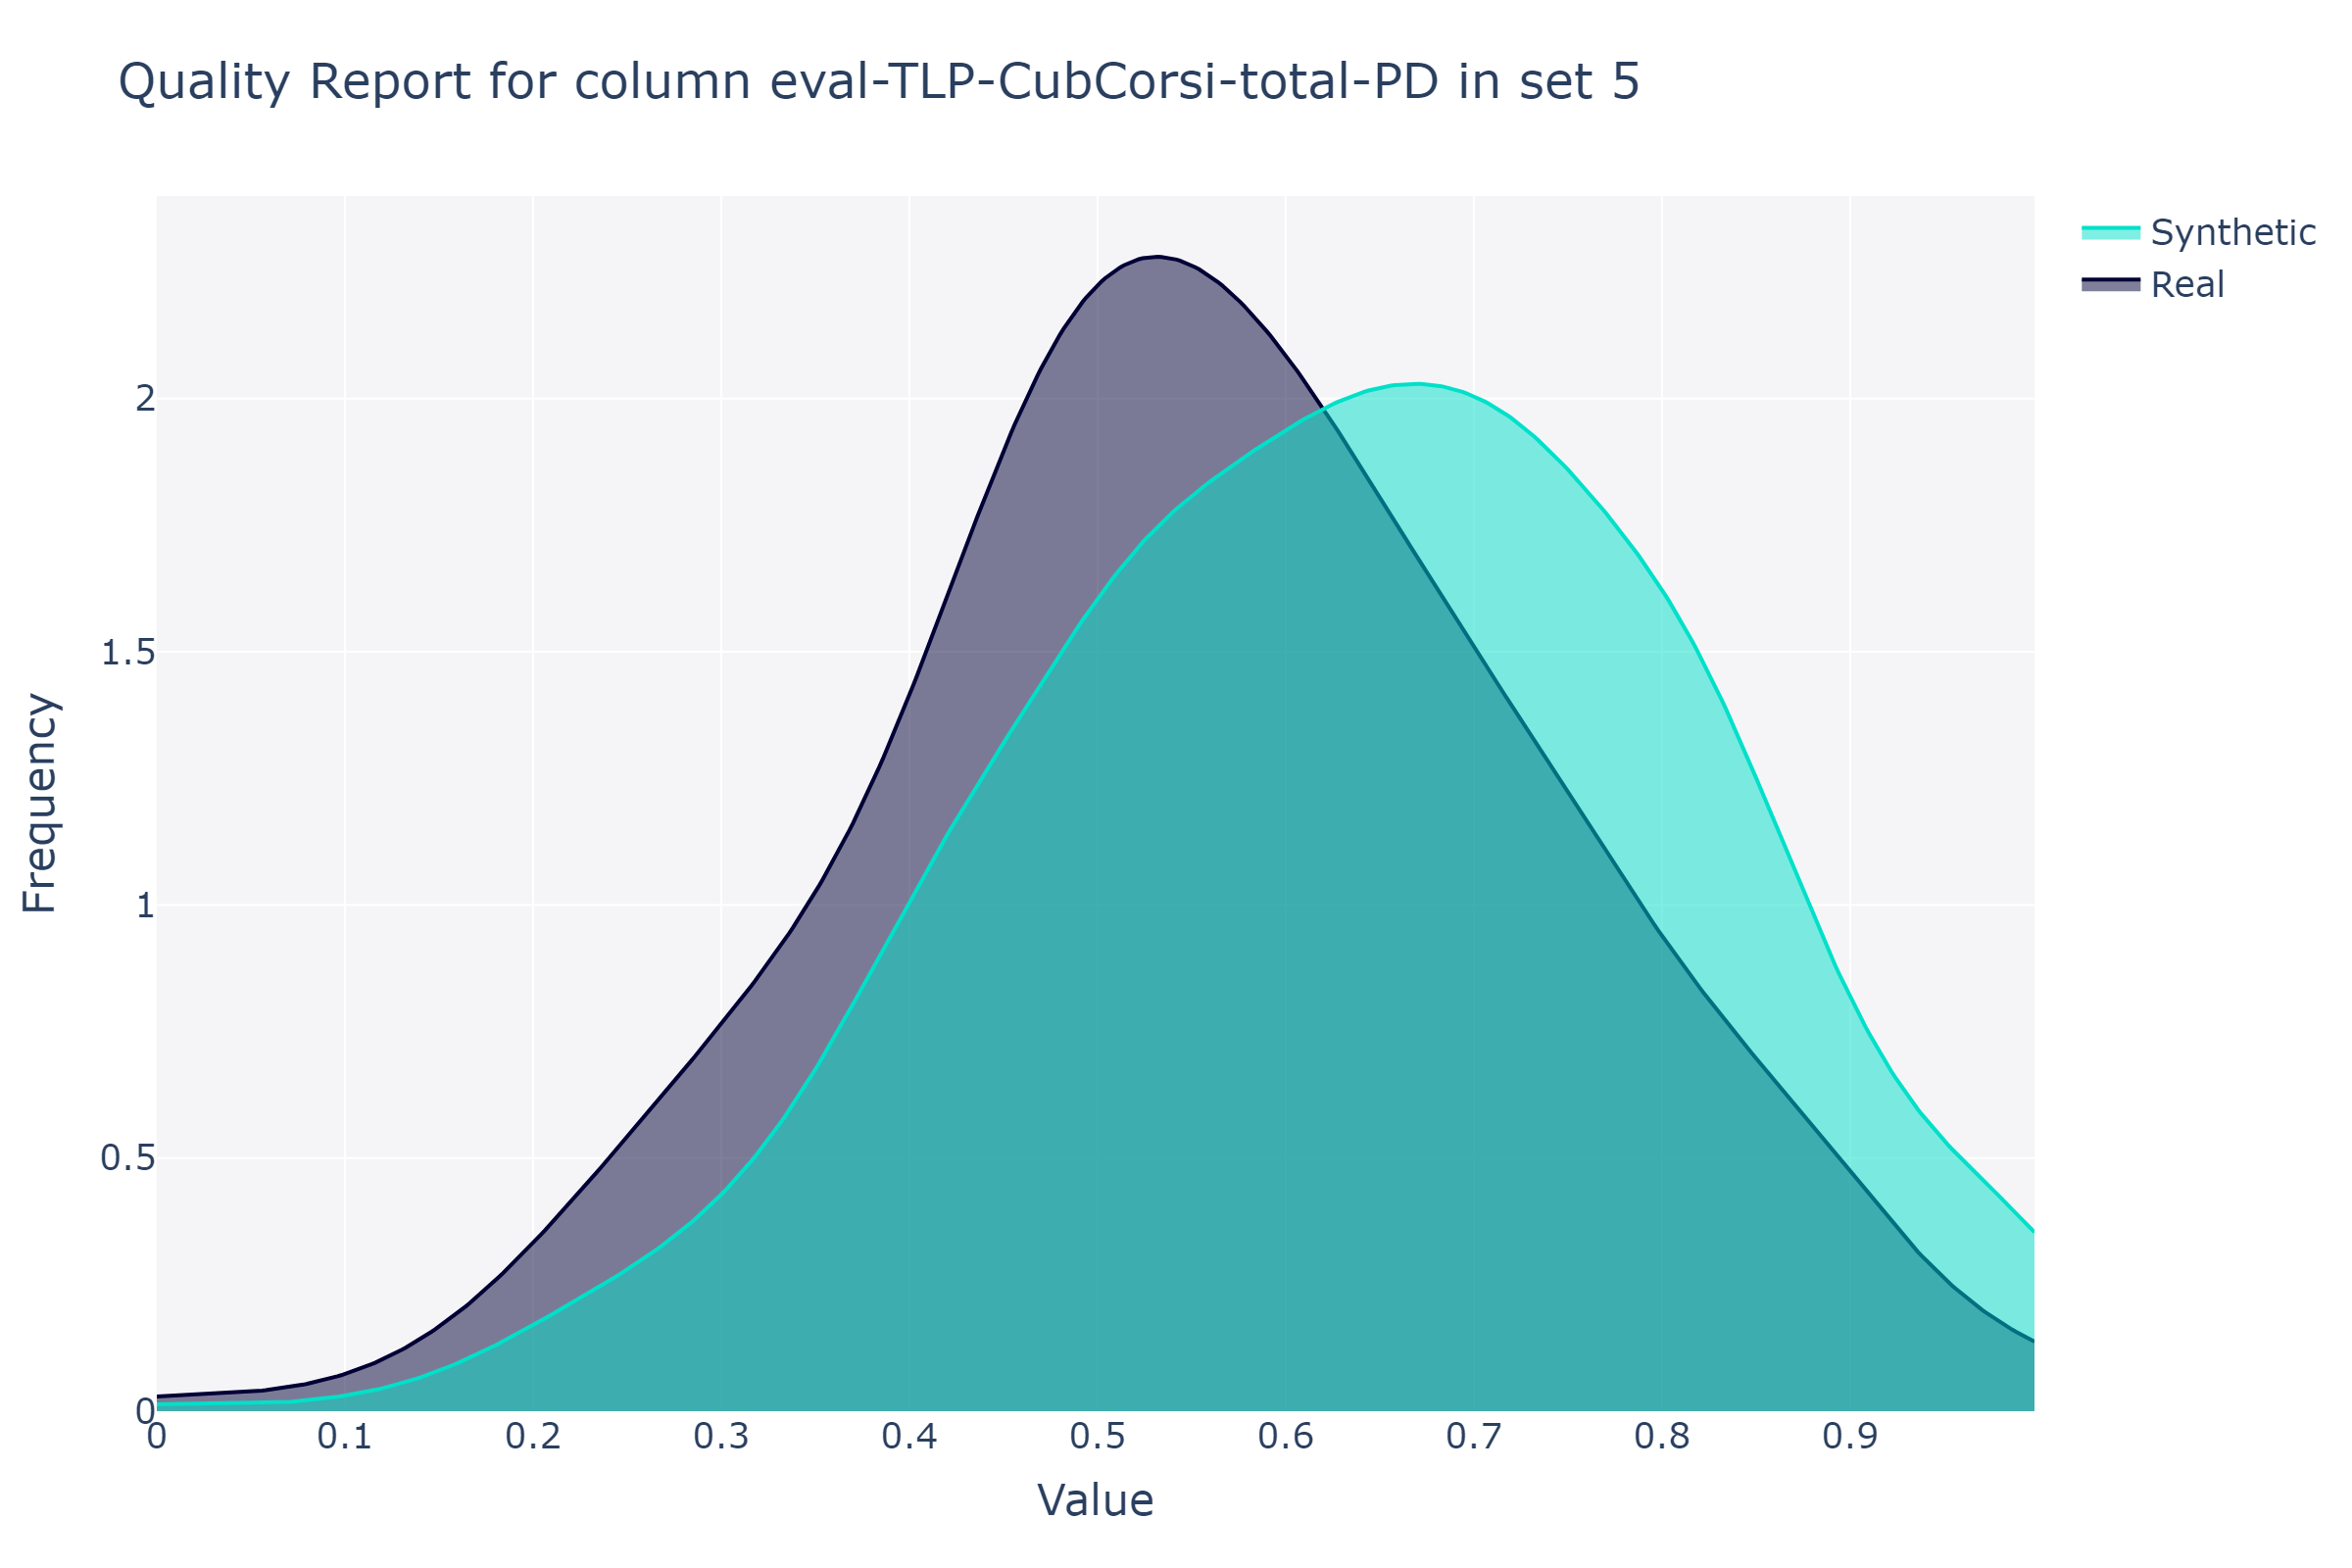 Quality Report for column eval-TLP-CubCorsi-total-PD in set 5
Synthetic
Real
Frequency
2
1.5
1
0.5
0
0 0.1 0.2 0.3 0.4 0.5 0.6 0.7 0.8 0.9
Value